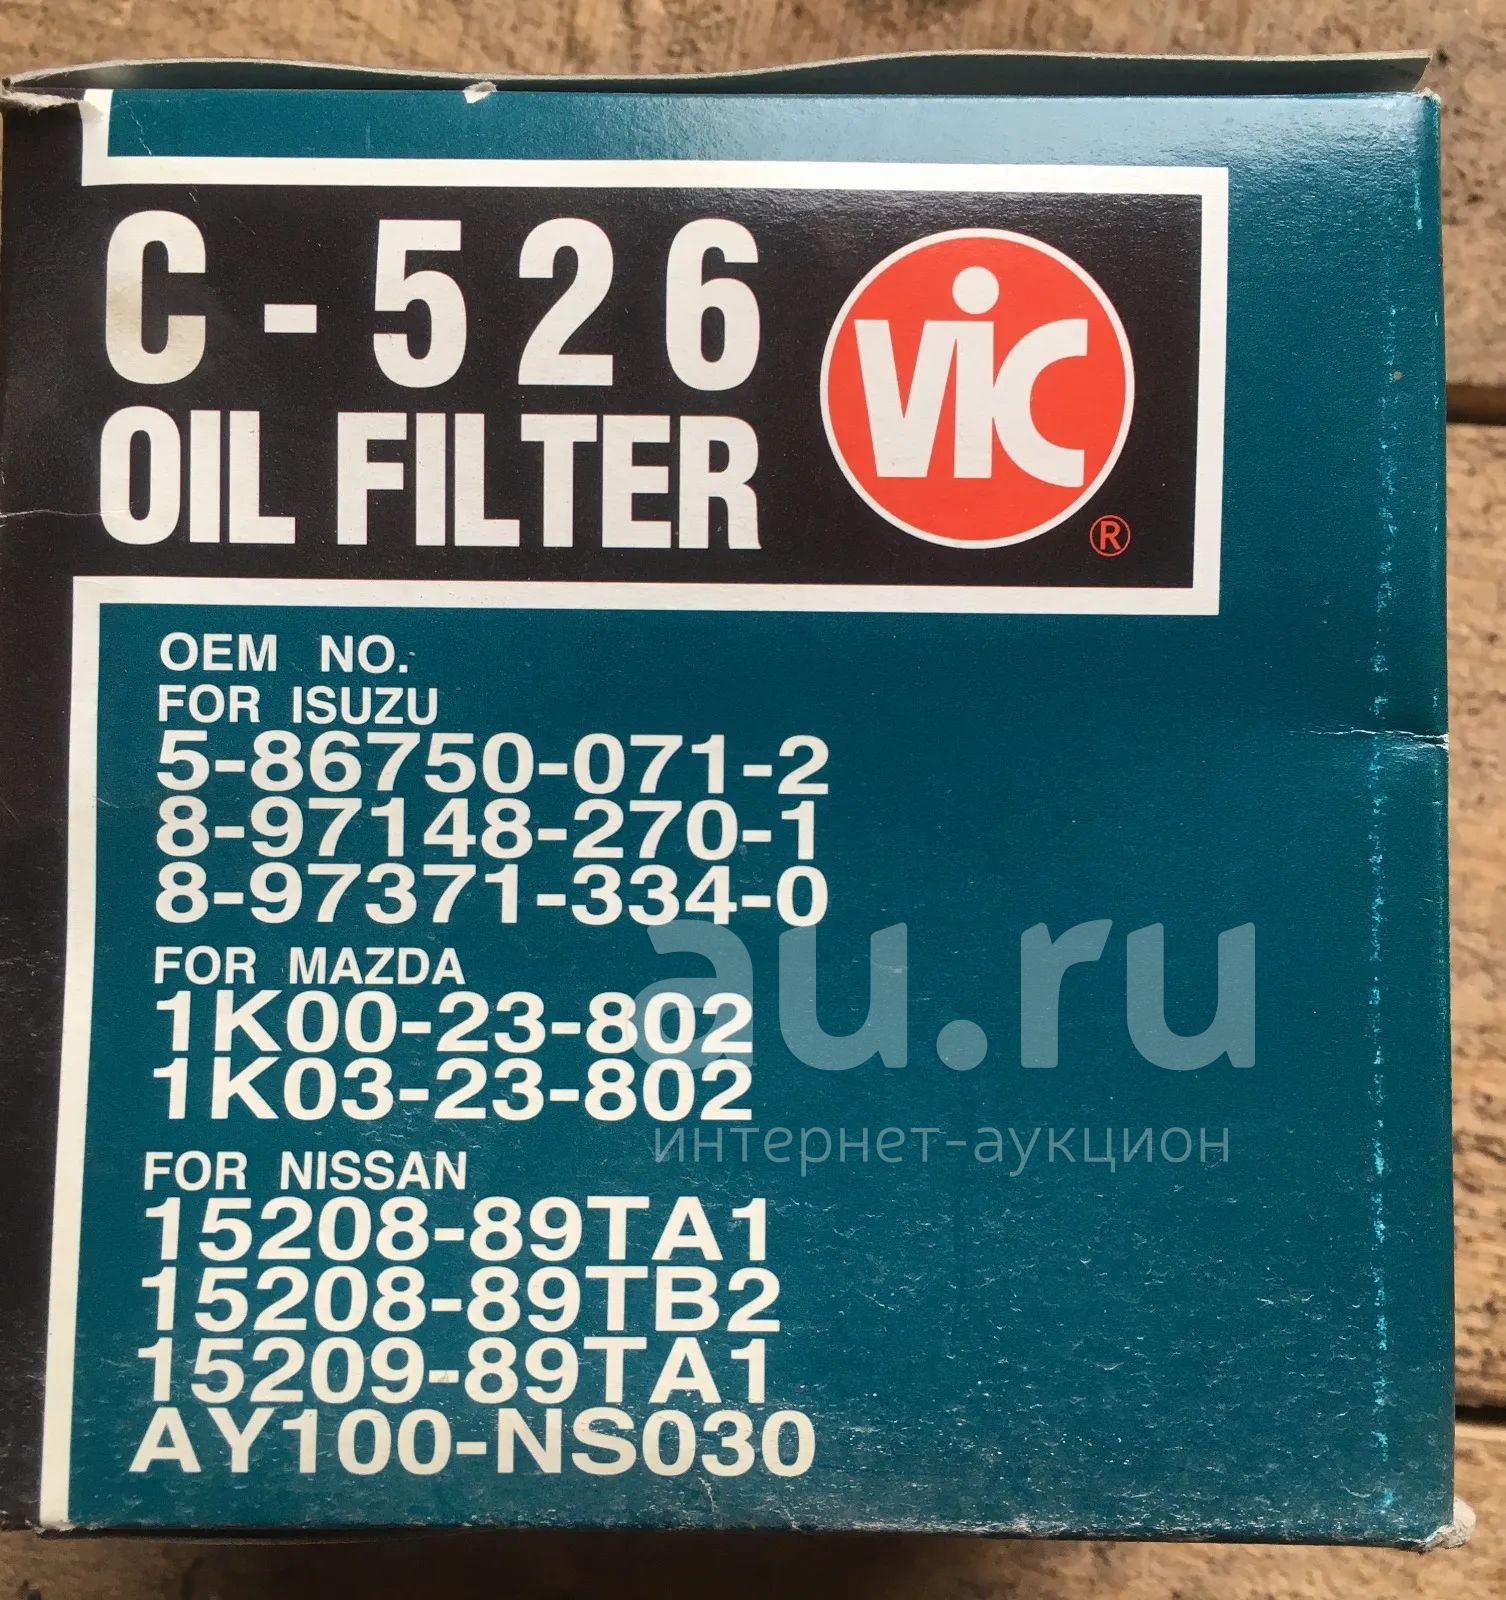 C-526
OIL FILTER
VIC
®
OEM NO.
FOR ISUZU
5-86750-071-2
8-97148-270-1
8-97371-334-0
FOR MAZDA
1K00-23-802
1K03-23-802
FOR NISSAN
15208-89TA1
15208-89TB2
15209-89TA1
AY100-NS030
au.ru
интернет-аукцион